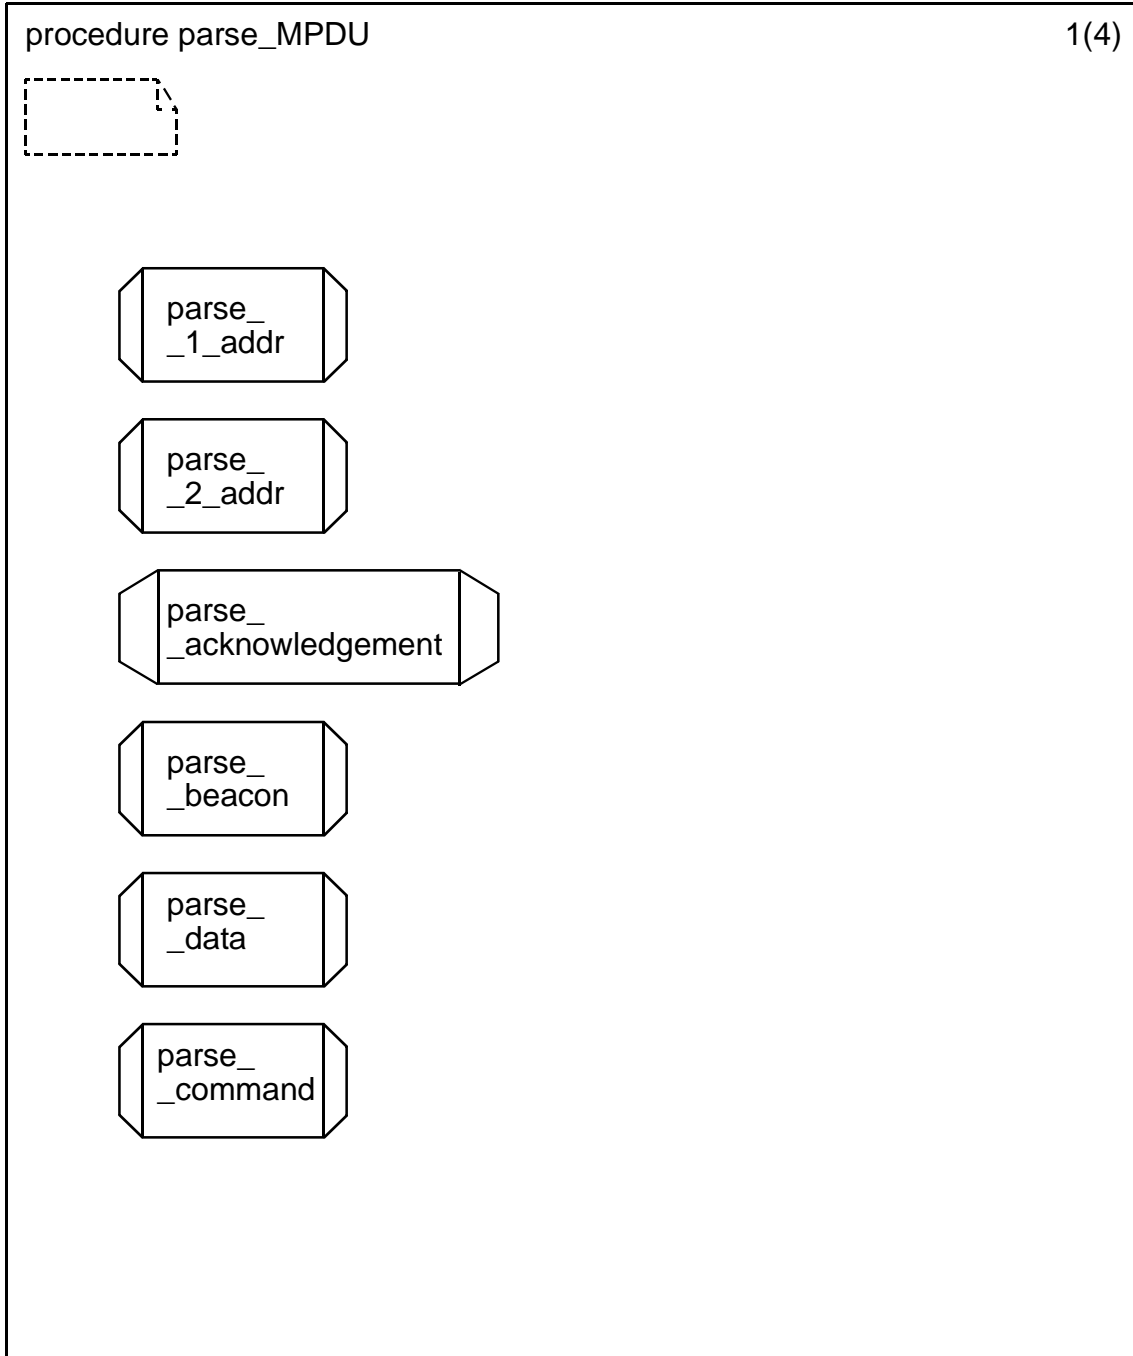 procedure parse_MPDU 1(4)
parse_
_1_addr
parse_
_2_addr
parse_
_acknowledgement
parse_
_beacon
parse_
_data
parse_
_command